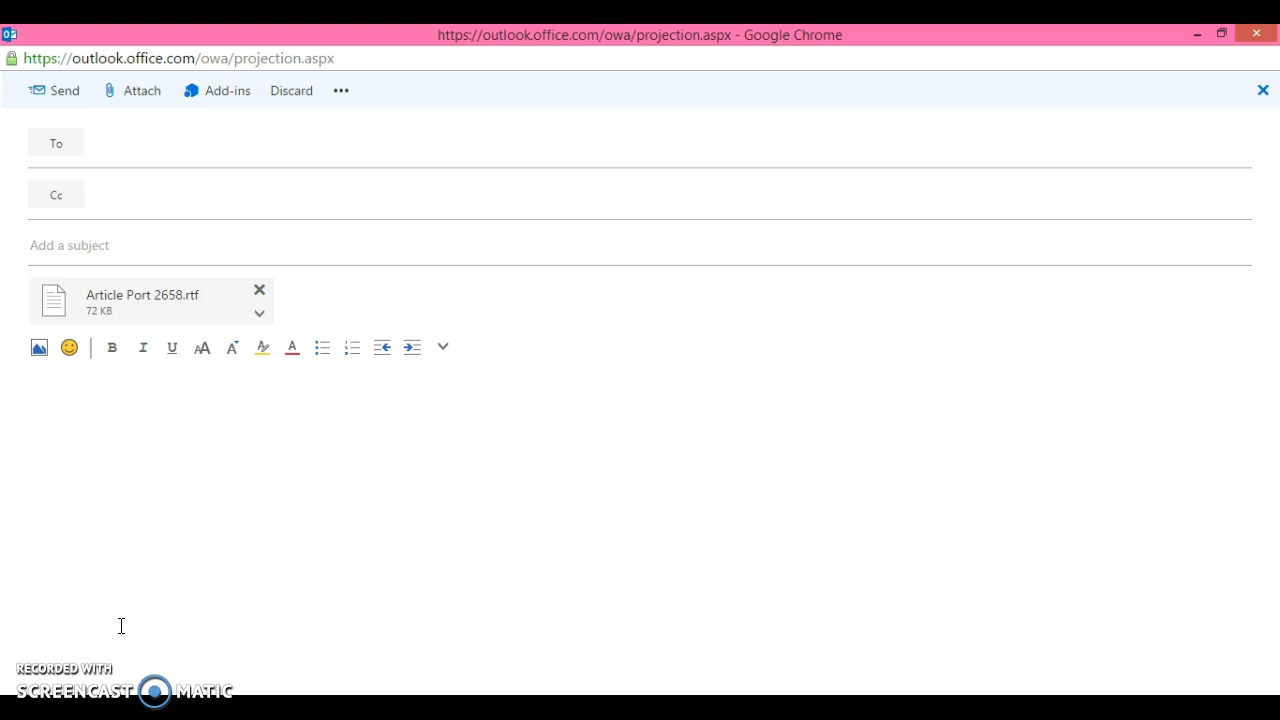 https://outlook.office.com/owa/projection.aspx - Google Chrome
https://outlook.office.com/owa/projection.aspx
Send Attach Add-ins Discard •••
To
Cc
Add a subject
Article Port 2658.rtf
72 KB
B I U AA A A A
RECORDED WITH
SCREENCAST MATIC